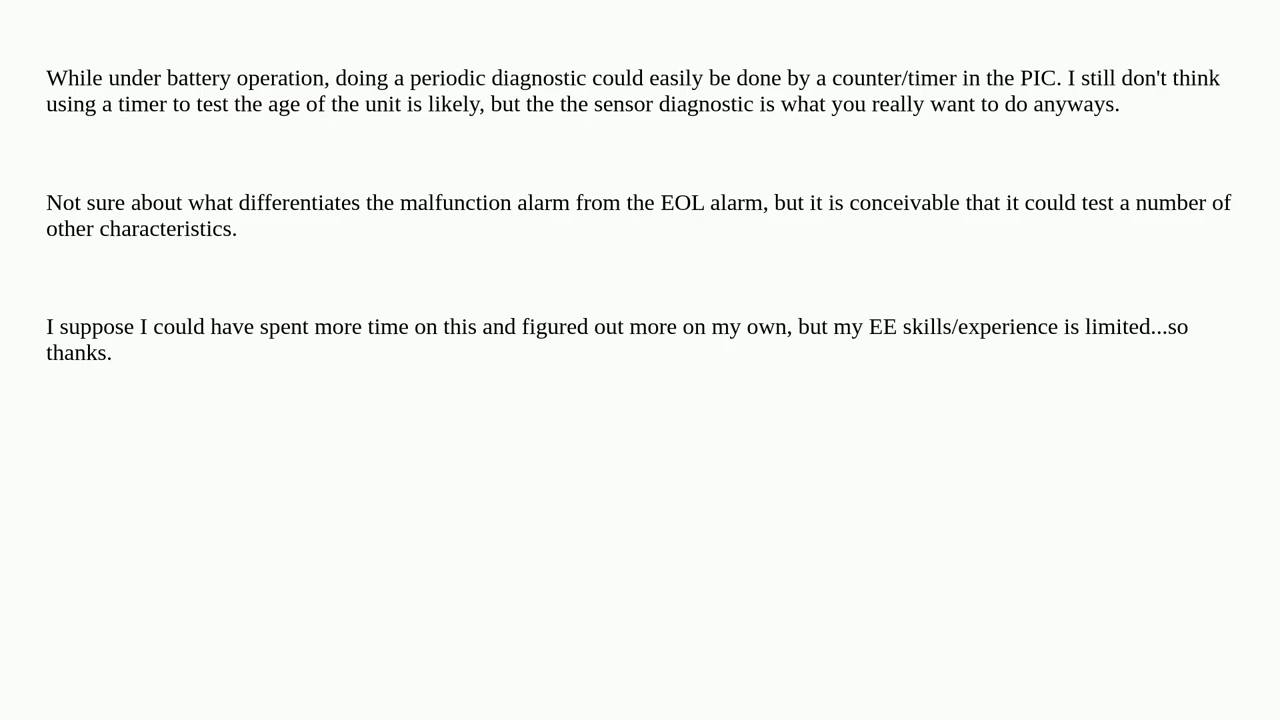 While under battery operation, doing a periodic diagnostic could easily be done by a counter/timer in the PIC. I still don't think
using a timer to test the age of the unit is likely, but the the sensor diagnostic is what you really want to do anyways.
Not sure about what differentiates the malfunction alarm from the EOL alarm, but it is conceivable that it could test a number of
other characteristics.
I suppose I could have spent more time on this and figured out more on my own, but my EE skills/experience is limited...so
thanks.